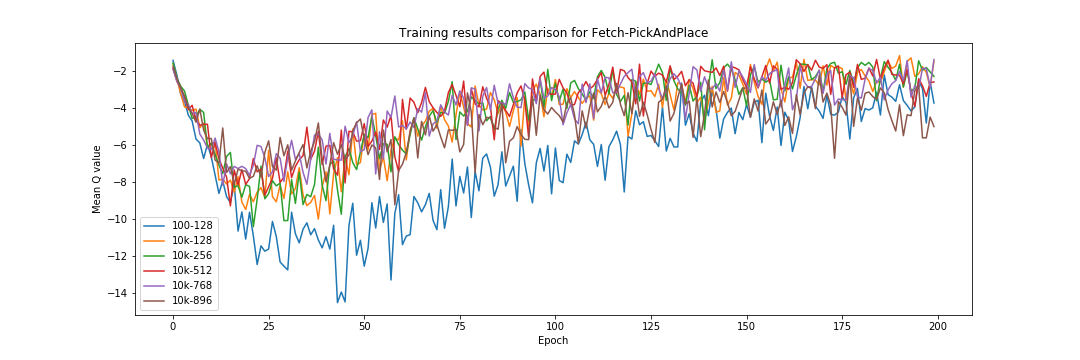 Training results comparison for Fetch-PickAndPlace
Mean Q value
−2
−4
−6
−8
−10
−12
−14
100-128
10k-128
10k-256
10k-512
10k-768
10k-896
0 25 50 75 100 125 150 175 200
Epoch